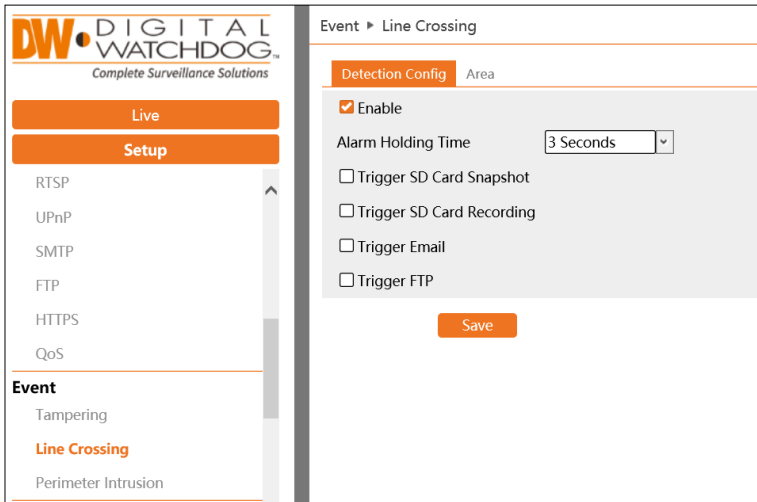 DW DIGITAL
WATCHDOG™
Complete Surveillance Solutions
Live
Setup
RTSP
UPnP
SMTP
FTP
HTTPS
QoS
Event
Tampering
Line Crossing
Perimeter Intrusion
Event ▶ Line Crossing
Detection Config Area
Enable
Alarm Holding Time 3 Seconds
Trigger SD Card Snapshot
Trigger SD Card Recording
Trigger Email
Trigger FTP
Save